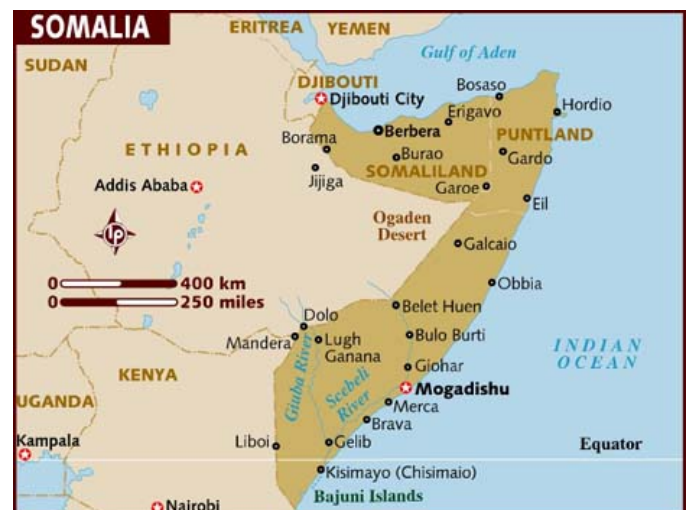 SOMALIA
ERITREA
YEMEN
SUDAN
Gulf of Aden
DJIBOUTI
Djibouti City
Bosaso
Hordio
Erigavo
Berbera
PUNTLAND
Borama
ETHIOPIA
Burao
Gardo
SOMALILAND
Jijiga
Addis Ababa
Garoe
Eil
Ogaden
Desert
lp
Galcaio
0 400 km
0 250 miles
Obbia
Belet Huen
Dolo
Mandera
Lugh
Ganana
Bulo Burti
INDIAN
OCEAN
Giohar
KENYA
Giuba River
Scebeli
River
Mogadishu
UGANDA
Merca
Brava
Kampala
Liboi
Gelib
Equator
Kisimayo (Chisimaio)
Bajuni Islands
Nairobi